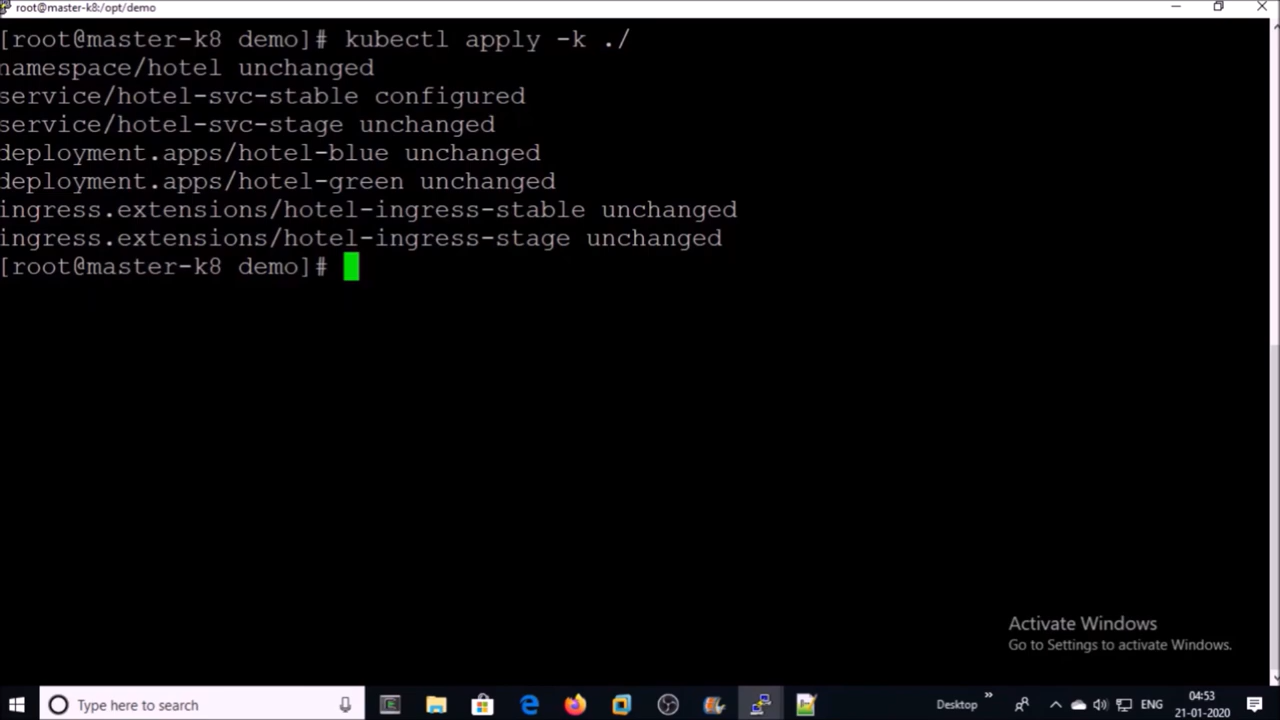 root@master-k8:/opt/demo
[root@master-k8 demo]# kubectl apply -k ./
namespace/hotel unchanged
service/hotel-svc-stable configured
service/hotel-svc-stage unchanged
deployment.apps/hotel-blue unchanged
deployment.apps/hotel-green unchanged
ingress.extensions/hotel-ingress-stable unchanged
ingress.extensions/hotel-ingress-stage unchanged
[root@master-k8 demo]#
Activate Windows
Go to Settings to activate Windows.
Type here to search
Desktop
ENG
04:53
21-01-2020